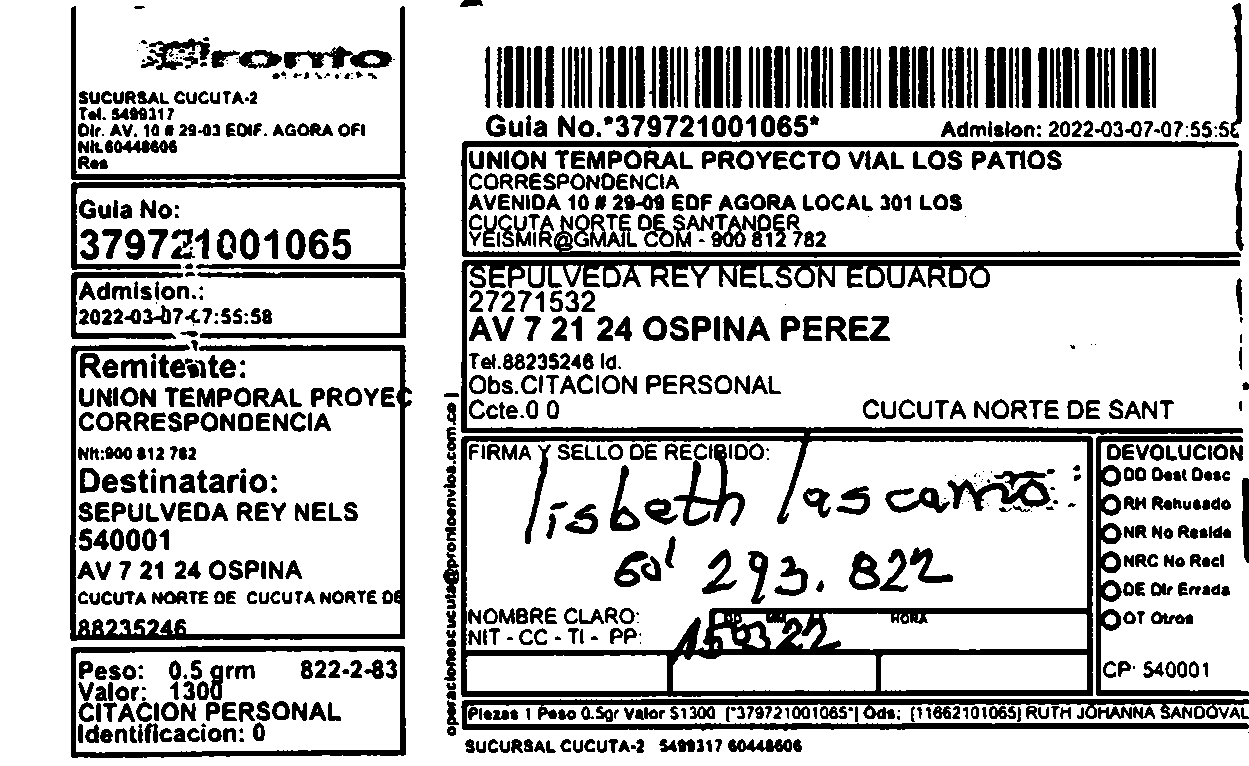 Pronto
SUCURSAL CUCUTA-2
Tel. 5499317
Dir. AV. 10 # 29-03 EDIF. AGORA OFI
Nit.60448606
Res
Guia No:
379721001065
Admision.:
2022-03-07-07:55:58
Remitente:
UNION TEMPORAL PROYEC
CORRESPONDENCIA
Nit:900 812 782
Destinatario:
SEPULVEDA REY NELS
540001
AV 7 21 24 OSPINA
CUCUTA NORTE DE CUCUTA NORTE DE
88235246
Peso: 0.5 grm 822-2-83
Valor: 1300
CITACION PERSONAL
Identificacion: 0
operacionescucuta@prontoenvios.com.co |
Guia No.*379721001065* Admision: 2022-03-07-07:55:58
UNION TEMPORAL PROYECTO VIAL LOS PATIOS
CORRESPONDENCIA
AVENIDA 10 # 29-09 EDF AGORA LOCAL 301 LOS
CUCUTA NORTE DE SANTANDER
YEISMIR@GMAIL COM - 900 812 782
SEPULVEDA REY NELSON EDUARDO
27271532
AV 7 21 24 OSPINA PEREZ
Tel.88235246 Id.
Obs.CITACION PERSONAL
Ccte.0 0 CUCUTA NORTE DE SANT
FIRMA Y SELLO DE RECIBIDO:
lisbeth lascarro
60' 293.822
NOMBRE CLARO:
NIT - CC - TI - PP:
DD MM AA HORA
150322
DEVOLUCION
DD Dest Desc
RH Rehusado
NR No Reside
NRC No Recl
DE Dir Errada
OT Otros
CP: 540001
Piezas 1 Peso 0.5gr Valor $1300 [*379721001065*] Ods: [11662101065] RUTH JOHANNA SANDOVAL
SUCURSAL CUCUTA-2 5499317 60448606